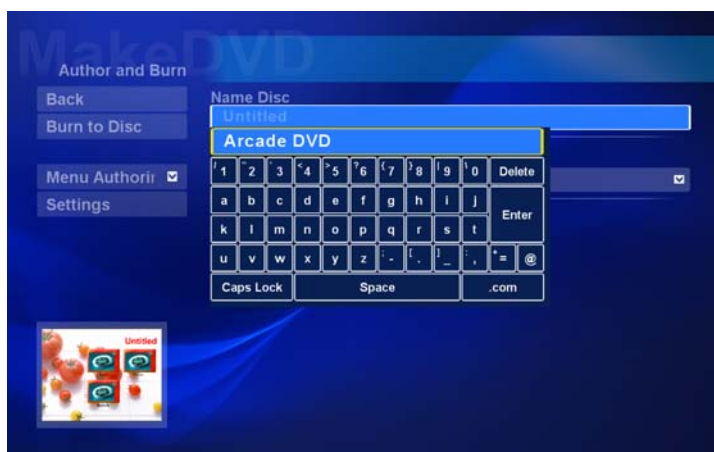 MakeDVD
Author and Burn
Back
Burn to Disc
Menu Authorin
Settings
Name Disc
Untitled
Arcade DVD
1 2 3 4 5 6 7 8 9 0 Delete
a b c d e f g h i j
Enter
k l m n o p q r s t
u v w x y z - . _ , = @
Caps Lock Space .com
Untitled